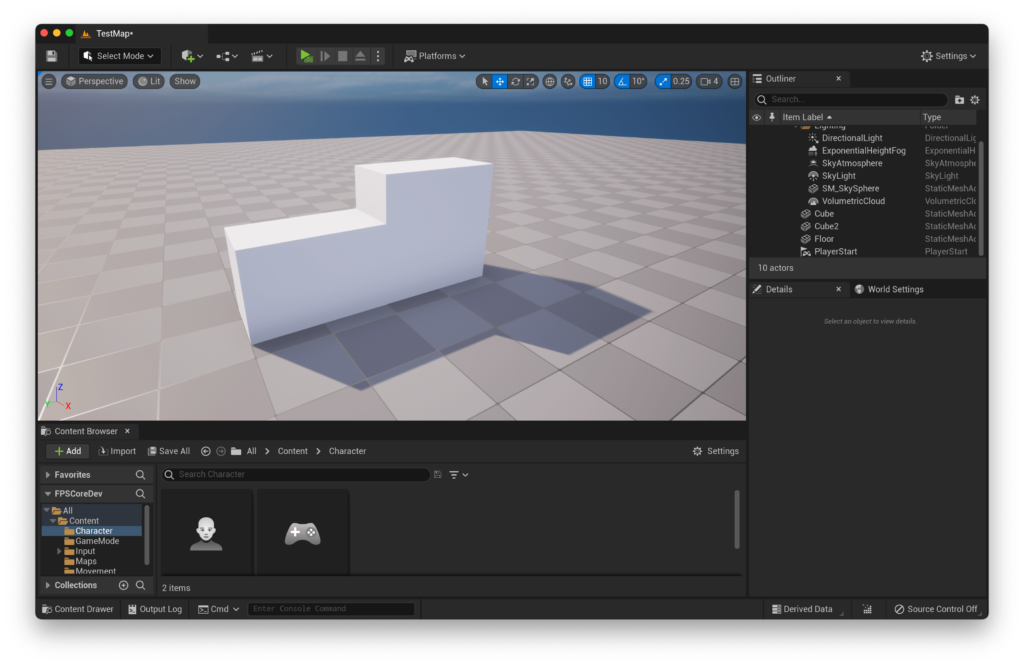 TestMap*
Select Mode
Platforms
Settings
Perspective
Lit
Show
10
10°
0.25
4
Outliner
Search...
Item Label
Type
Lighting
Folder
DirectionalLight
DirectionalLig
ExponentialHeightFog
ExponentialH
SkyAtmosphere
SkyAtmosphe
SkyLight
SkyLight
SM_SkySphere
StaticMeshAc
VolumetricCloud
VolumetricClo
Cube
StaticMeshAc
Cube2
StaticMeshAc
Floor
StaticMeshAc
PlayerStart
PlayerStart
10 actors
Details
World Settings
Select an object to view details.
Z
Y
X
Content Browser
Add
Import
Save All
All
Content
Character
Settings
Favorites
FPSCoreDev
All
Content
Character
GameMode
Input
Maps
Movement
Collections
Search Character
2 items
Content Drawer
Output Log
Cmd
Enter Console Command
Derived Data
Source Control Off